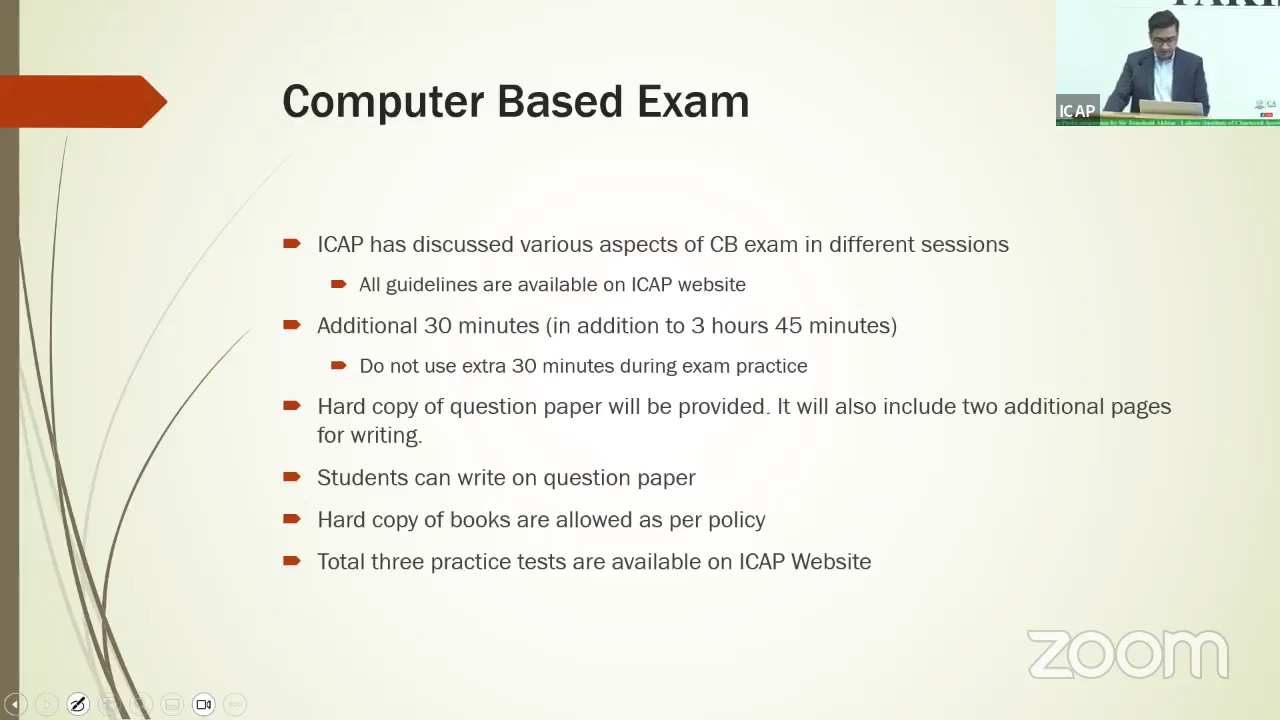 Computer Based Exam
ICAP
ICAP has discussed various aspects of CB exam in different sessions
All guidelines are available on ICAP website
Additional 30 minutes (in addition to 3 hours 45 minutes)
Do not use extra 30 minutes during exam practice
Hard copy of question paper will be provided. It will also include two additional pages
for writing.
Students can write on question paper
Hard copy of books are allowed as per policy
Total three practice tests are available on ICAP Website
zoom